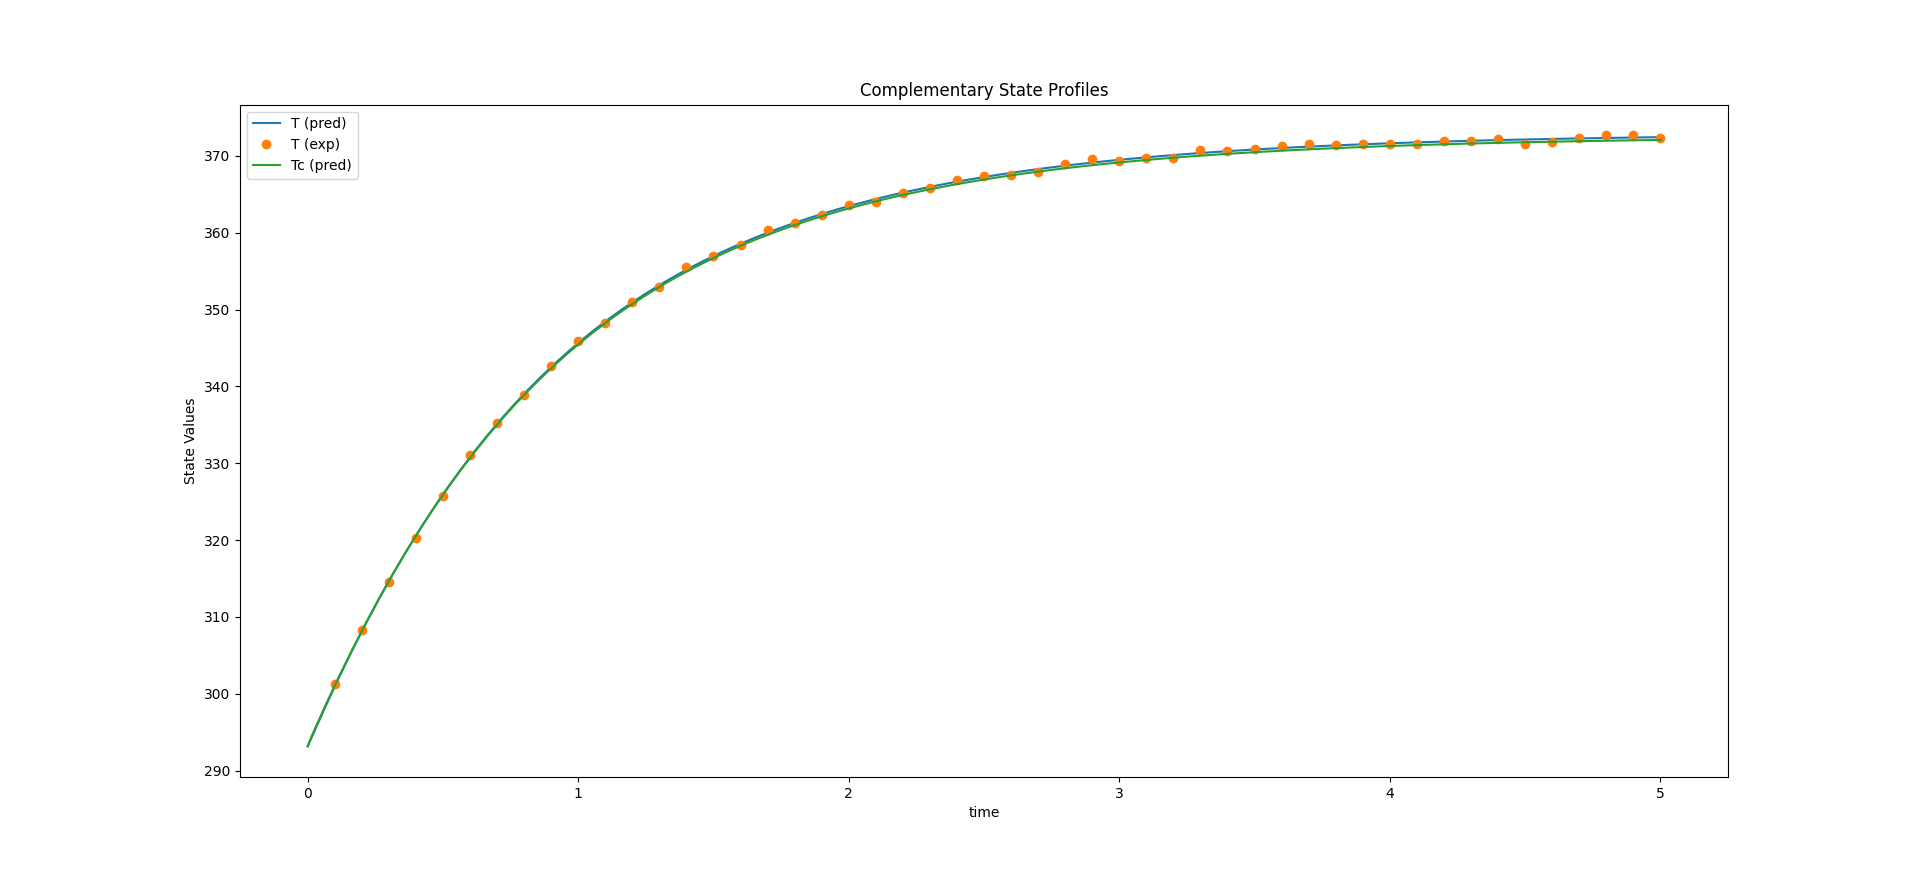 Complementary State Profiles
T (pred)
T (exp)
Tc (pred)
State Values
370
360
350
340
330
320
310
300
290
0 1 2 3 4 5
time